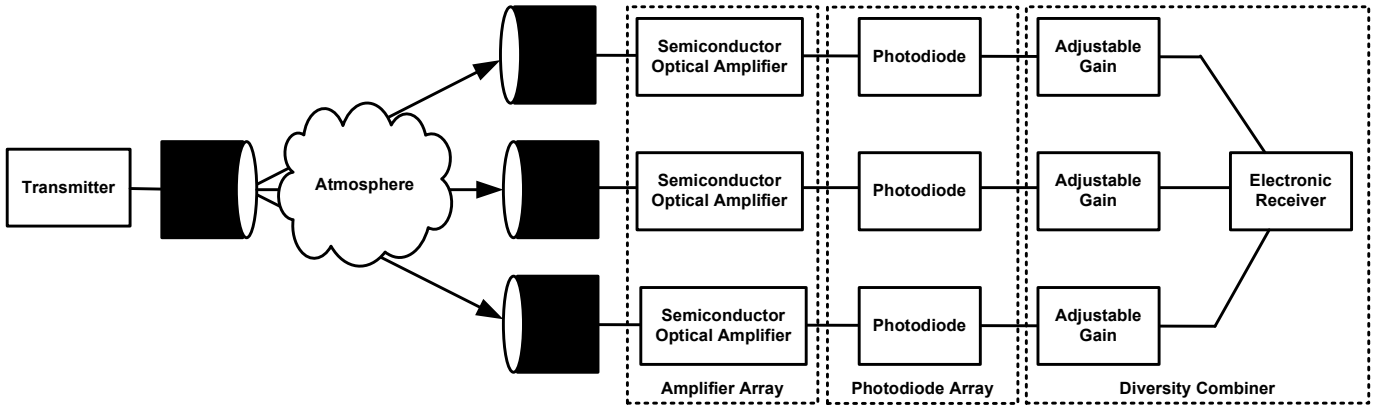 Semiconductor
Optical Amplifier
Photodiode
Adjustable
Gain
Transmitter
Atmosphere
Semiconductor
Optical Amplifier
Photodiode
Adjustable
Gain
Electronic
Receiver
Semiconductor
Optical Amplifier
Photodiode
Adjustable
Gain
Amplifier Array
Photodiode Array
Diversity Combiner